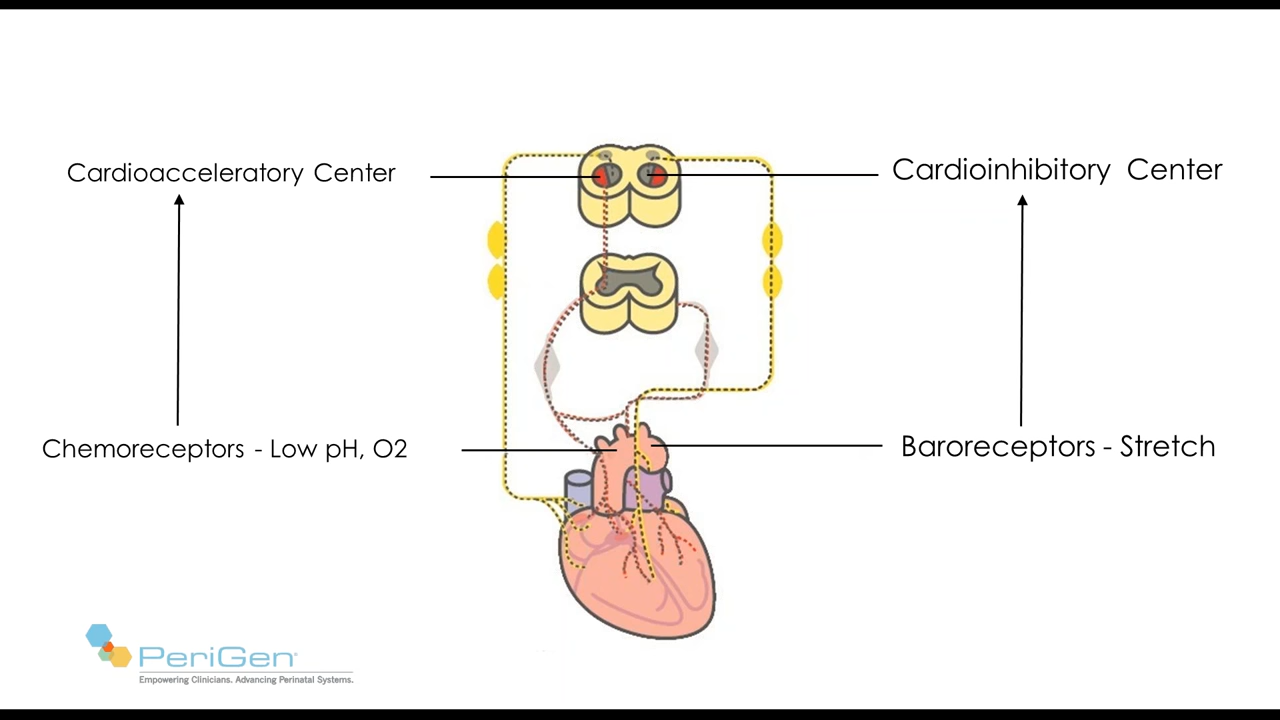 Cardioacceleratory Center
Cardioinhibitory Center
Chemoreceptors - Low pH, O2
Baroreceptors - Stretch
PeriGen
Empowering Clinicians. Advancing Perinatal Systems.